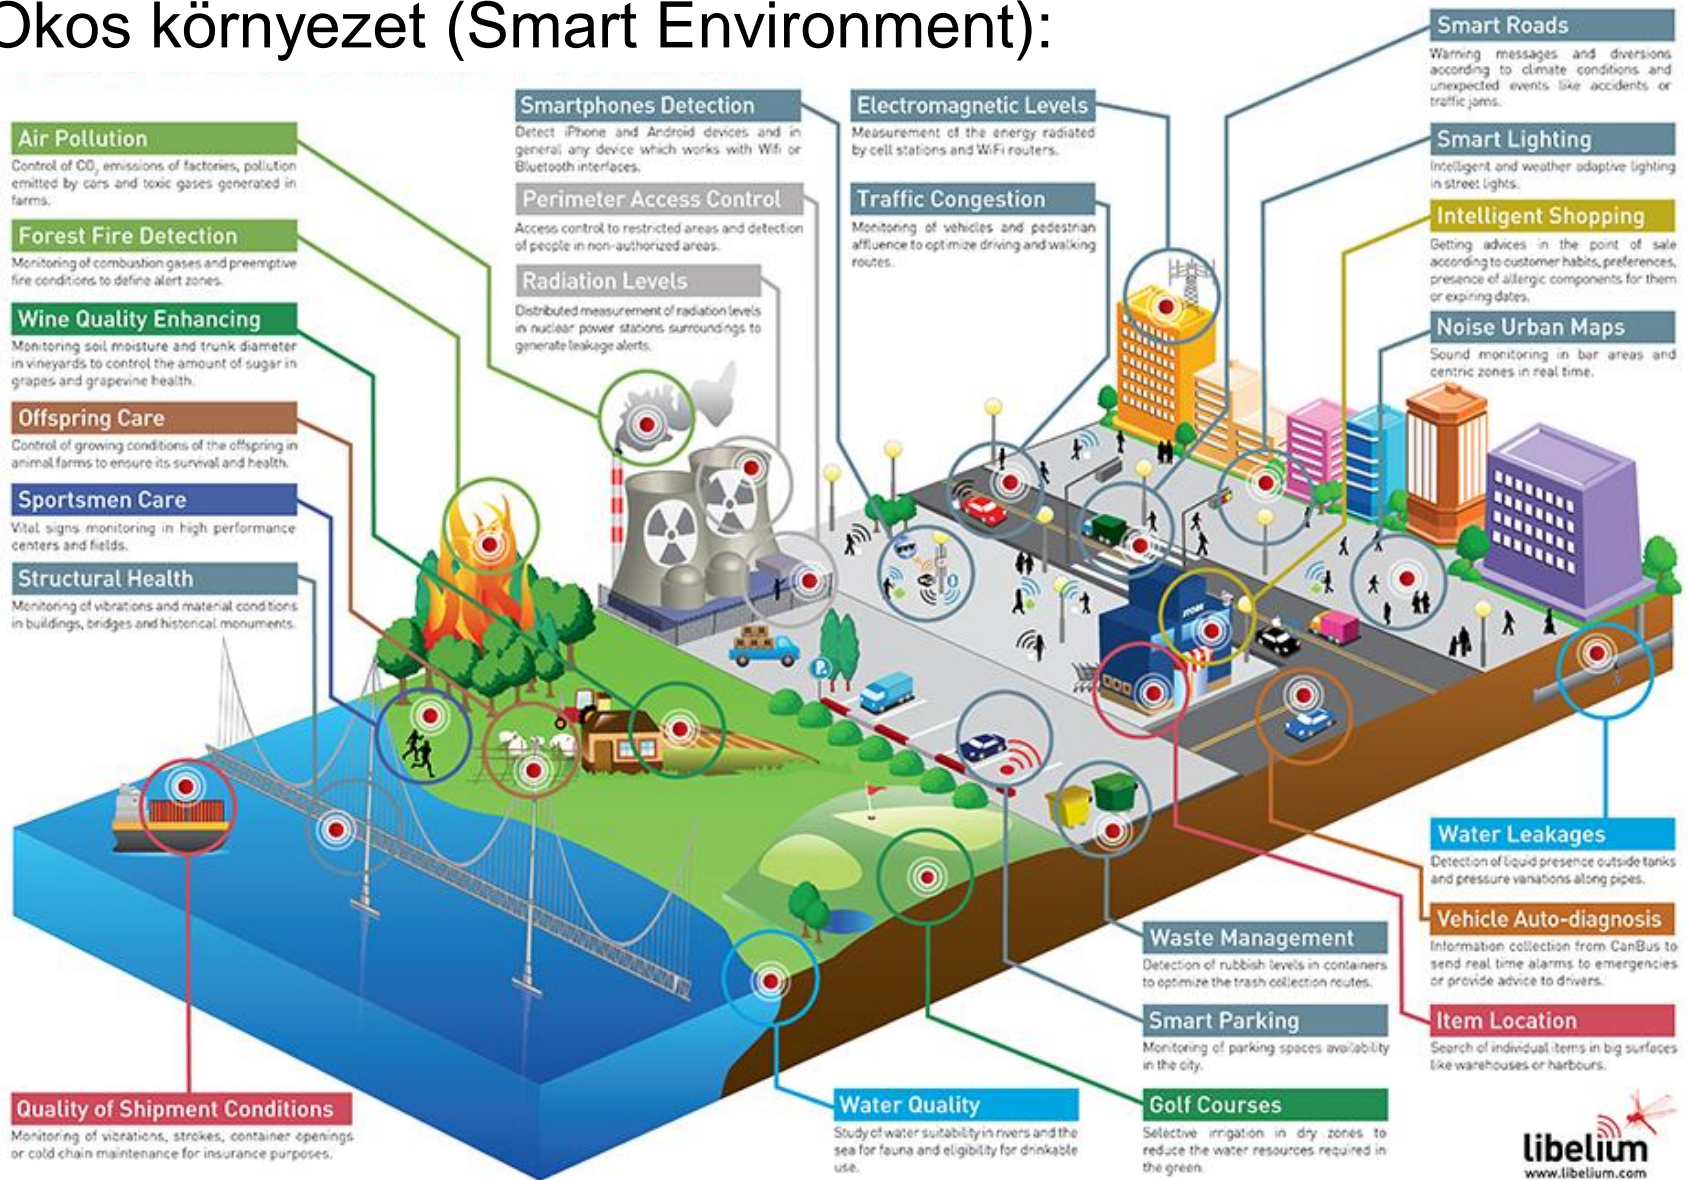 Okos környezet (Smart Environment):
Air Pollution
Control of CO₂ emissions of factories, pollution
emitted by cars and toxic gases generated in
farms.
Forest Fire Detection
Monitoring of combustion gases and preemptive
fire conditions to define alert zones.
Wine Quality Enhancing
Monitoring soil moisture and trunk diameter
in vineyards to control the amount of sugar in
grapes and grapevine health.
Offspring Care
Control of growing conditions of the offspring in
animal farms to ensure its survival and health.
Sportsmen Care
Vital signs monitoring in high performance
centers and fields.
Structural Health
Monitoring of vibrations and material conditions
in buildings, bridges and historical monuments.
Quality of Shipment Conditions
Monitoring of vibrations, strokes, container openings
or cold chain maintenance for insurance purposes.
Smartphones Detection
Detect iPhone and Android devices and in
general any device which works with Wifi or
Bluetooth interfaces.
Perimeter Access Control
Access control to restricted areas and detection
of people in non-authorized areas.
Radiation Levels
Distributed measurement of radiation levels
in nuclear power stations surroundings to
generate leakage alerts.
Electromagnetic Levels
Measurement of the energy radiated
by cell stations and WiFi routers.
Traffic Congestion
Monitoring of vehicles and pedestrian
affluence to optimize driving and walking
routes.
Smart Roads
Warning messages and diversions
according to climate conditions and
unexpected events like accidents or
traffic jams.
Smart Lighting
Intelligent and weather adaptive lighting
in street lights.
Intelligent Shopping
Getting advices in the point of sale
according to customer habits, preferences,
presence of allergic components for them
or expiring dates.
Noise Urban Maps
Sound monitoring in bar areas and
centric zones in real time.
STORE
P
Water Leakages
Detection of liquid presence outside tanks
and pressure variations along pipes.
Vehicle Auto-diagnosis
Information collection from CanBus to
send real time alarms to emergencies
or provide advice to drivers.
Item Location
Search of individual items in big surfaces
like warehouses or harbours.
Waste Management
Detection of rubbish levels in containers
to optimize the trash collection routes.
Smart Parking
Monitoring of parking spaces availability
in the city.
Golf Courses
Selective irrigation in dry zones to
reduce the water resources required in
the green.
Water Quality
Study of water suitability in rivers and the
sea for fauna and eligibility for drinkable
use.
libelium
www.libelium.com